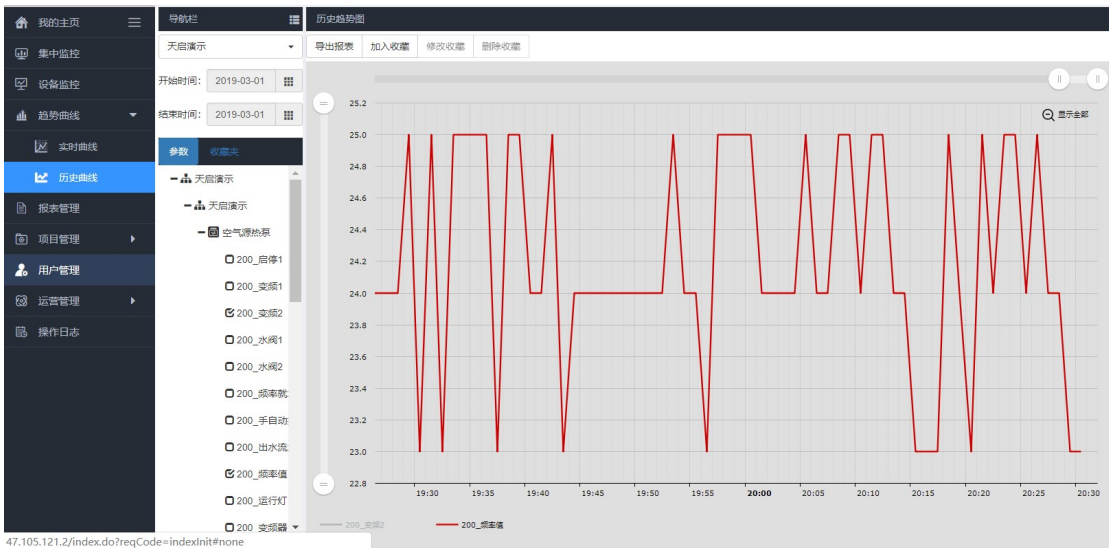 我的主页
集中监控
设备监控
趋势曲线
实时曲线
历史曲线
报表管理
项目管理
用户管理
运营管理
操作日志
导航栏
天启演示
开始时间: 2019-03-01
结束时间: 2019-03-01
参数 收藏夹
天启演示
天启演示
空气源热泵
200_启停1
200_变频1
200_变频2
200_水阀1
200_水阀2
200_频率就
200_手自动
200_出水流
200_频率值
200_运行灯
200_变频器
历史趋势图
导出报表 加入收藏 修改收藏 删除收藏
显示全部
25.2
25.0
24.8
24.6
24.4
24.2
24.0
23.8
23.6
23.4
23.2
23.0
22.8
19:30 19:35 19:40 19:45 19:50 19:55 20:00 20:05 20:10 20:15 20:20 20:25 20:30
200_变频2 200_频率值
47.105.121.2/index.do?reqCode=indexInit#none